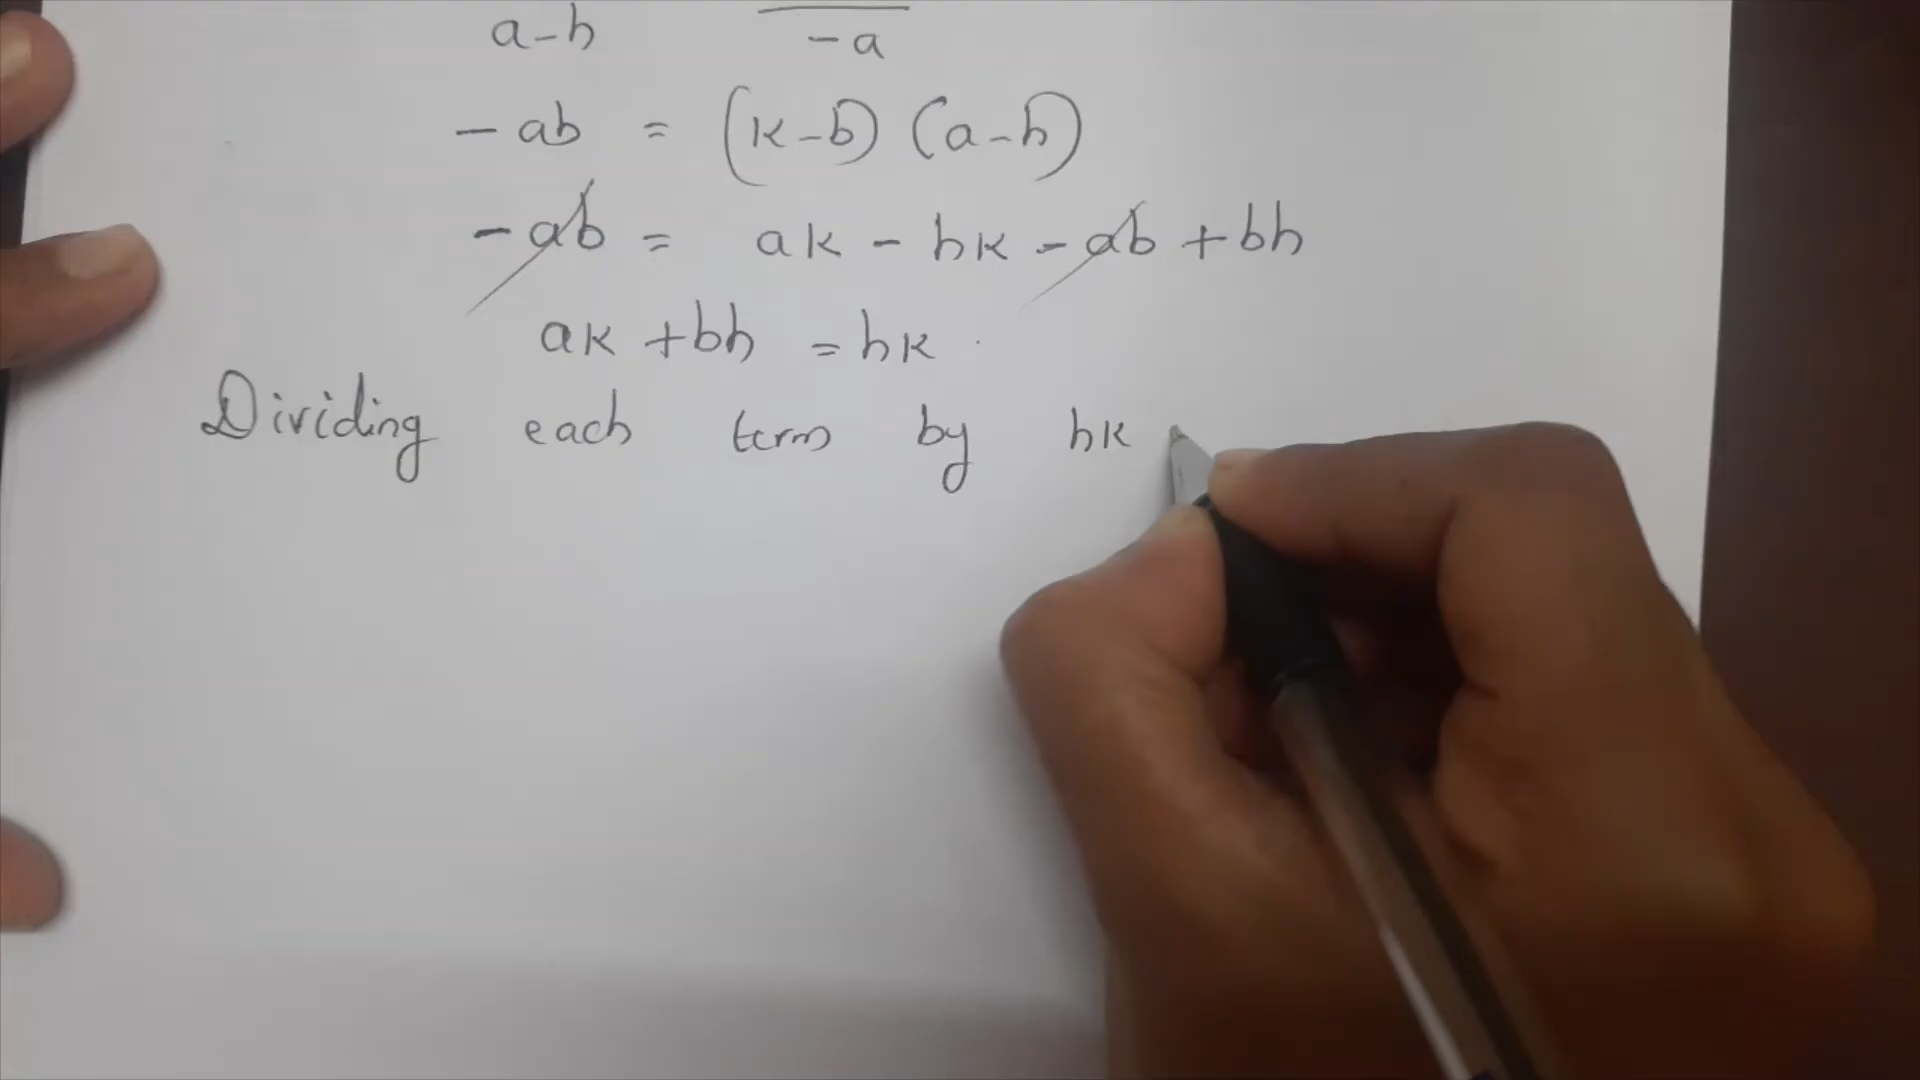 a-h -a
-ab = (k-b) (a-h)
-ab = ak - hk - ab + bh
ak + bh = hk
Dividing each term by hk